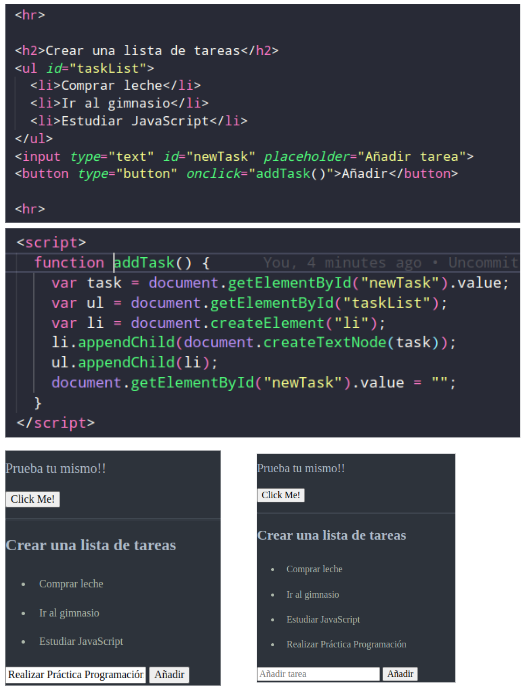 <hr>
<h2>Crear una lista de tareas</h2>
<ul id="taskList">
<li>Comprar leche</li>
<li>Ir al gimnasio</li>
<li>Estudiar JavaScript</li>
</ul>
<input type="text" id="newTask" placeholder="Añadir tarea">
<button type="button" onclick="addTask()">Añadir</button>
<hr>
<script>
function addTask() { You, 4 minutes ago • Uncommit
var task = document.getElementById("newTask").value;
var ul = document.getElementById("taskList");
var li = document.createElement("li");
li.appendChild(document.createTextNode(task));
ul.appendChild(li);
document.getElementById("newTask").value = "";
}
</script>
Prueba tu mismo!!
Click Me!
Crear una lista de tareas
• Comprar leche
• Ir al gimnasio
• Estudiar JavaScript
Realizar Práctica Programación Añadir
Prueba tu mismo!!
Click Me!
Crear una lista de tareas
• Comprar leche
• Ir al gimnasio
• Estudiar JavaScript
• Realizar Práctica Programación
Añadir tarea Añadir